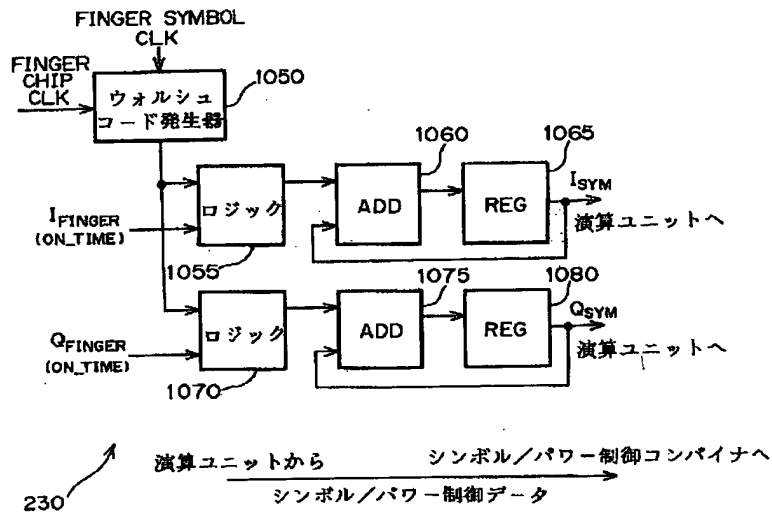 FINGER SYMBOL
CLK
FINGER
CHIP
CLK
ウォルシュ
コード発生器
1050
1060
1065
I FINGER
(ON_TIME)
ロジック
1055
ADD
REG
I SYM
演算ユニットへ
1075
1080
Q FINGER
(ON_TIME)
ロジック
1070
ADD
REG
Q SYM
演算ユニットへ
230
演算ユニットから
シンボル/パワー制御コンバイナへ
シンボル/パワー制御データ